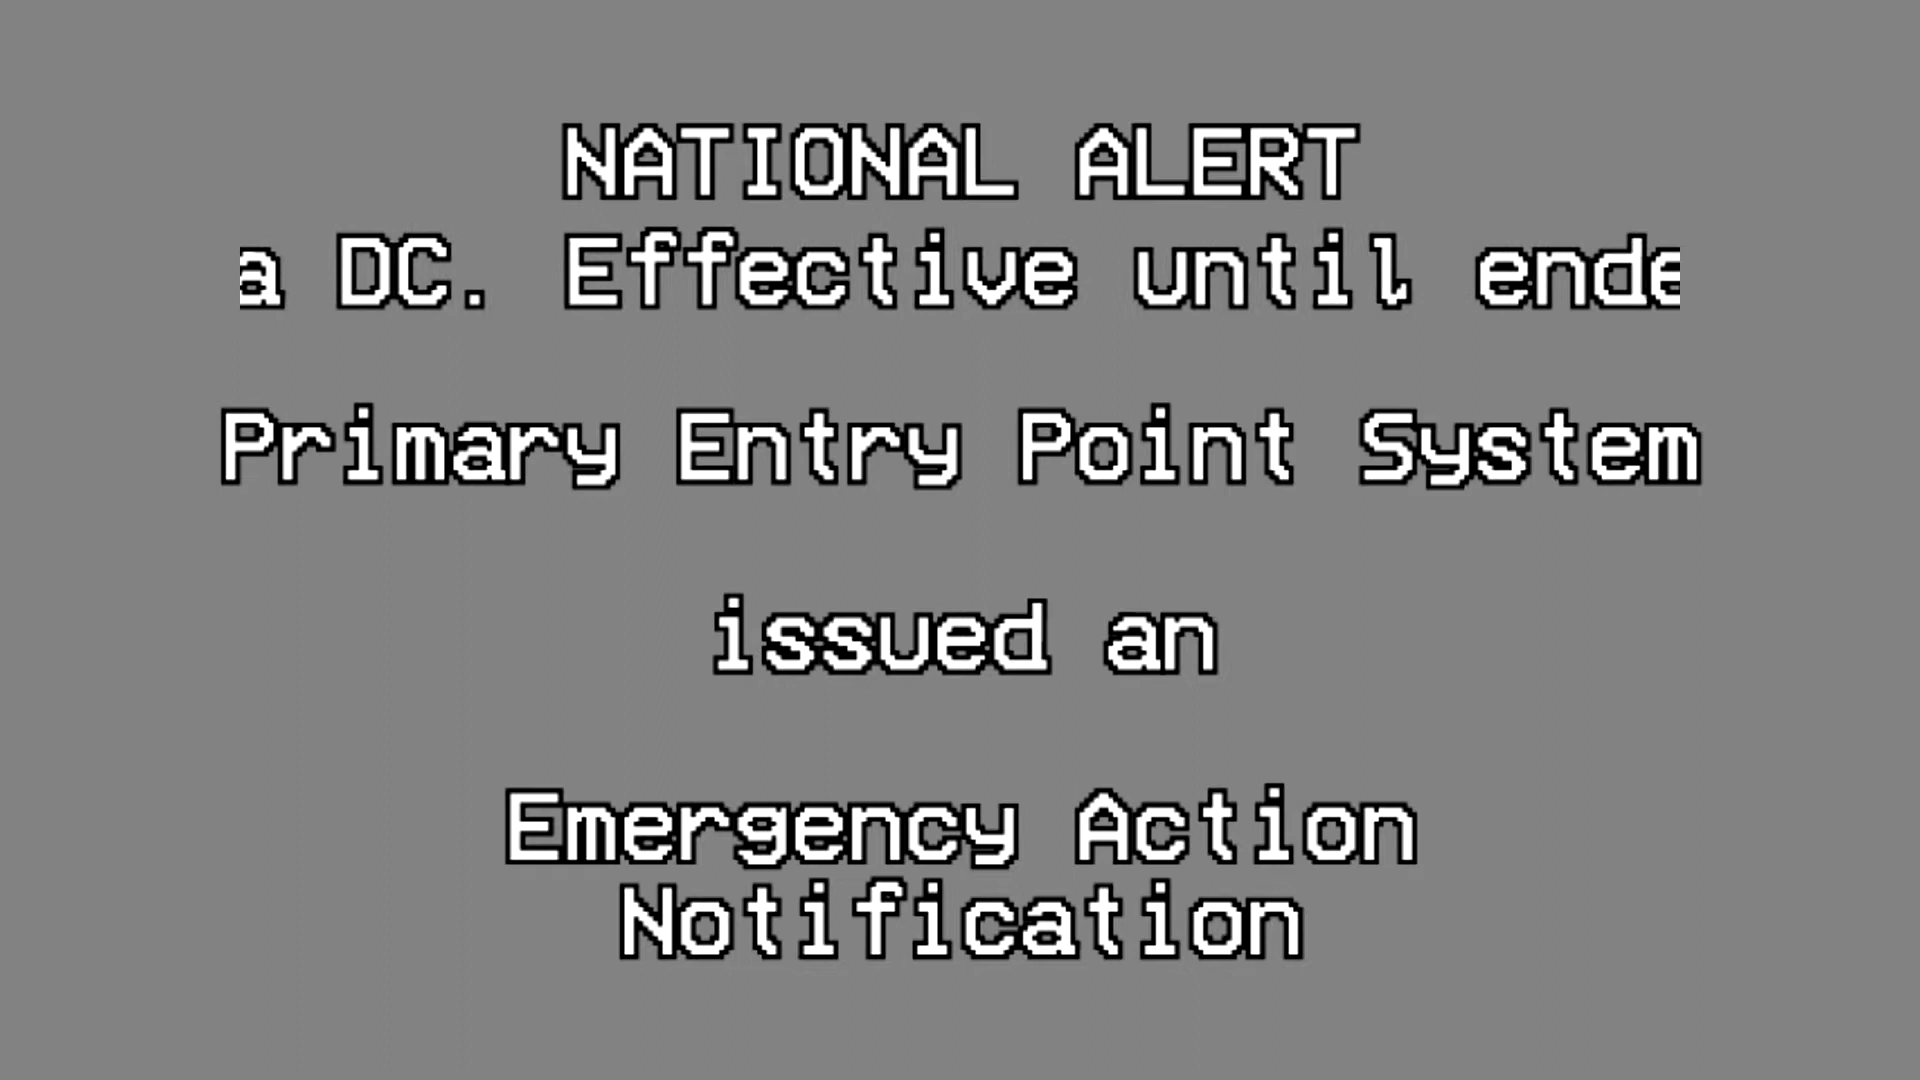 NATIONAL ALERT
a DC. Effective until ende
Primary Entry Point System
issued an
Emergency Action
Notification